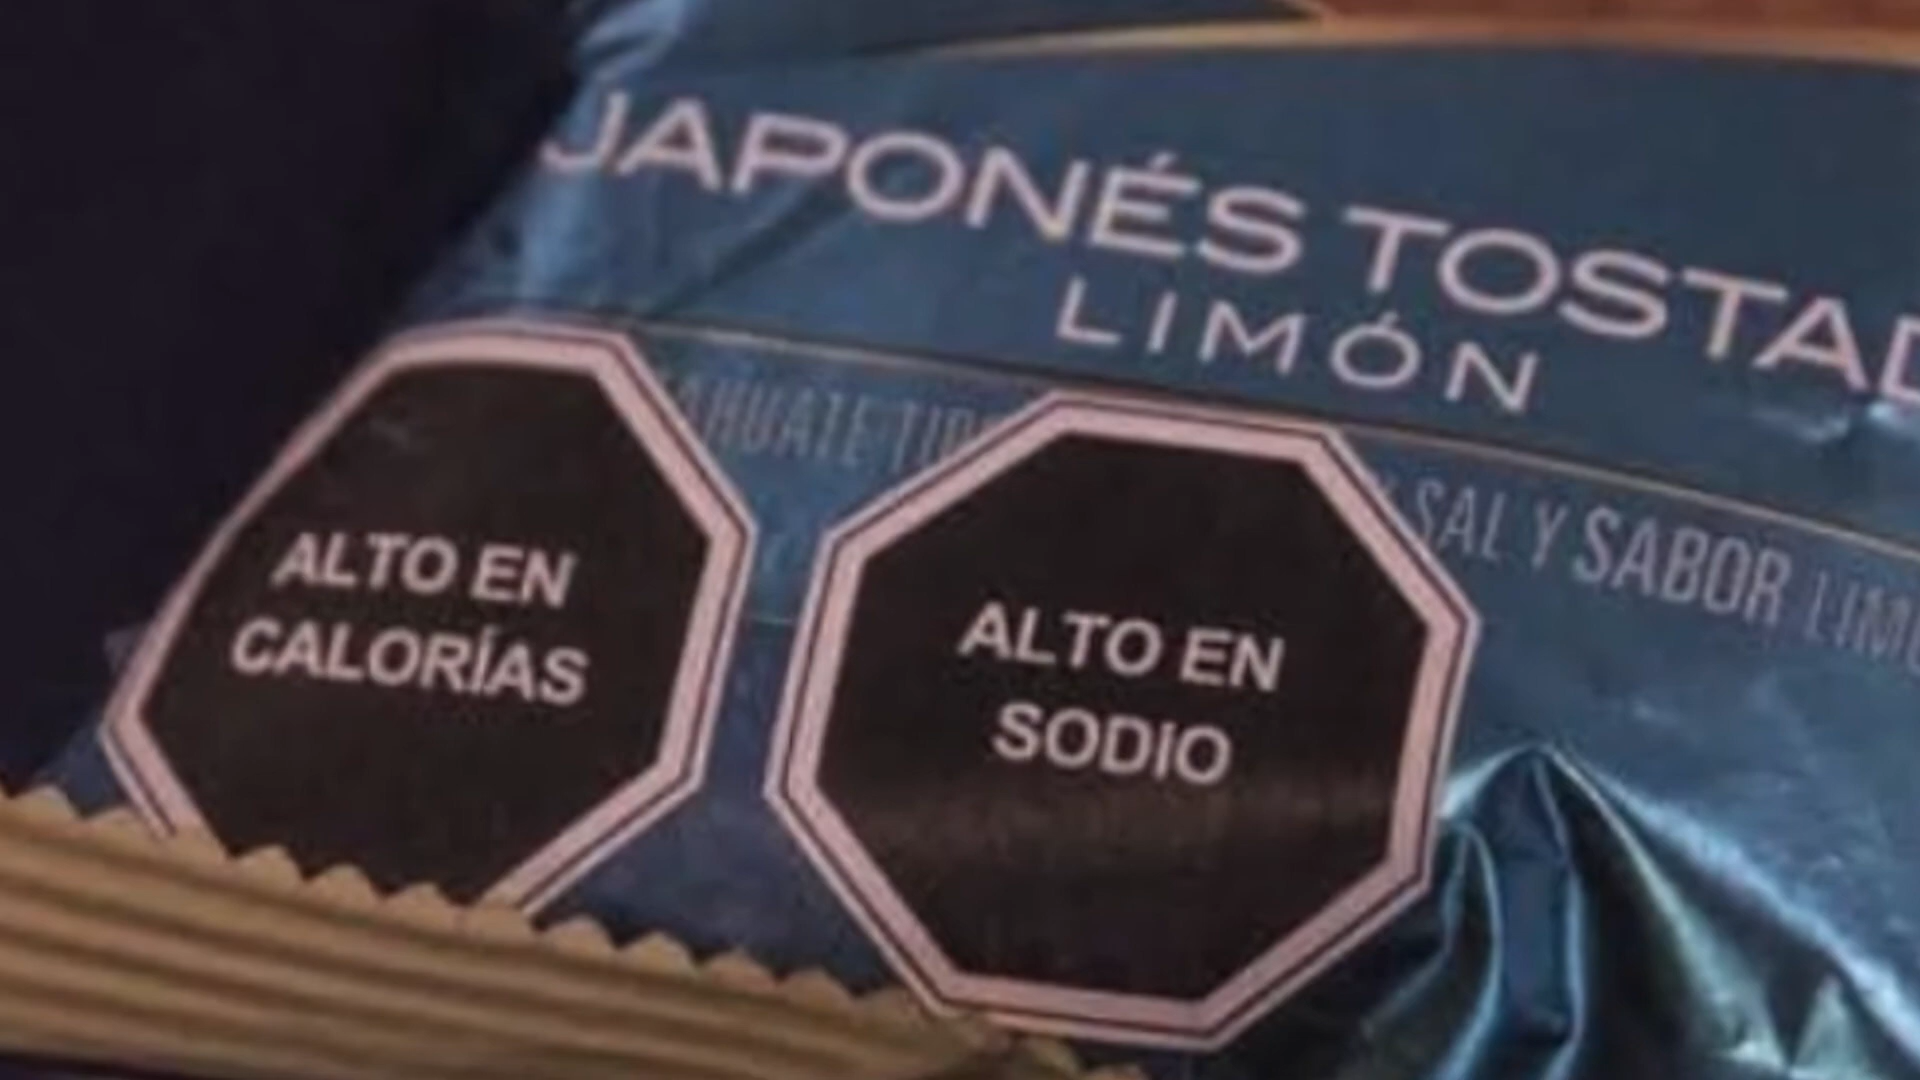 JAPONÉS TOSTAD
LIMÓN
SAL Y SABOR LIM
ALTO EN
CALORÍAS
ALTO EN
SODIO